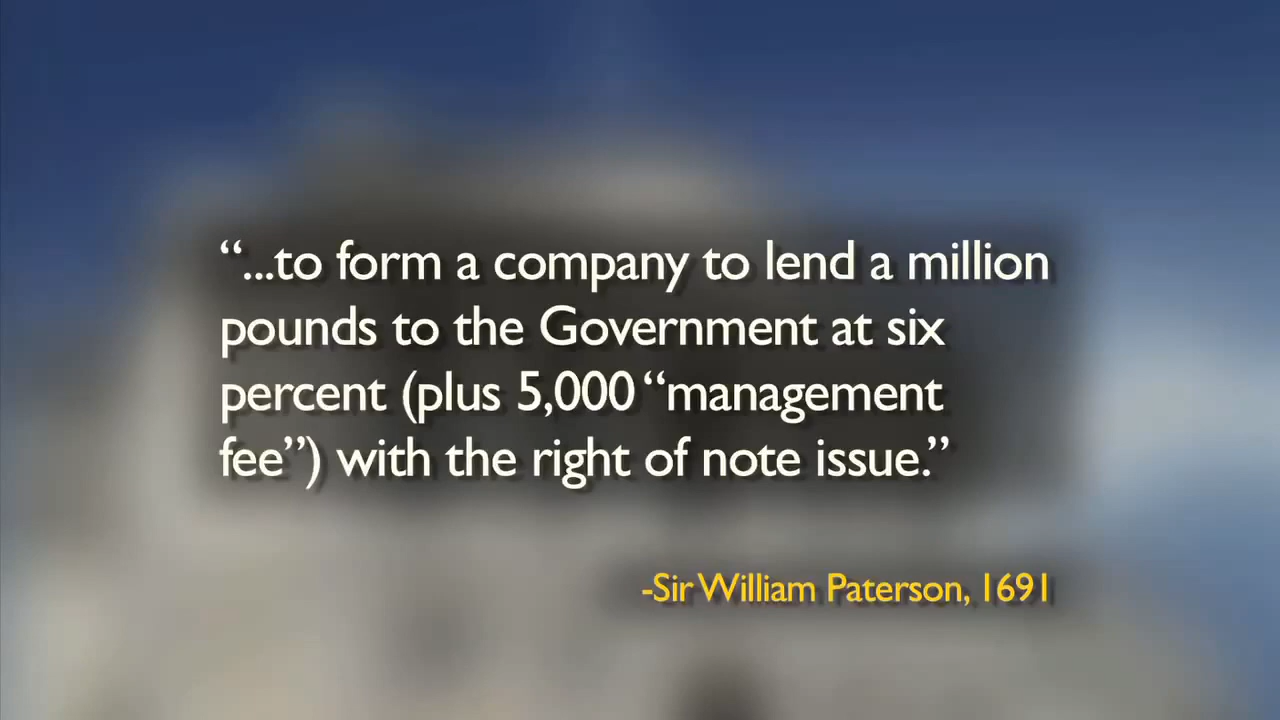 “...to form a company to lend a million
pounds to the Government at six
percent (plus 5,000 “management
fee”) with the right of note issue.”
-Sir William Paterson, 1691